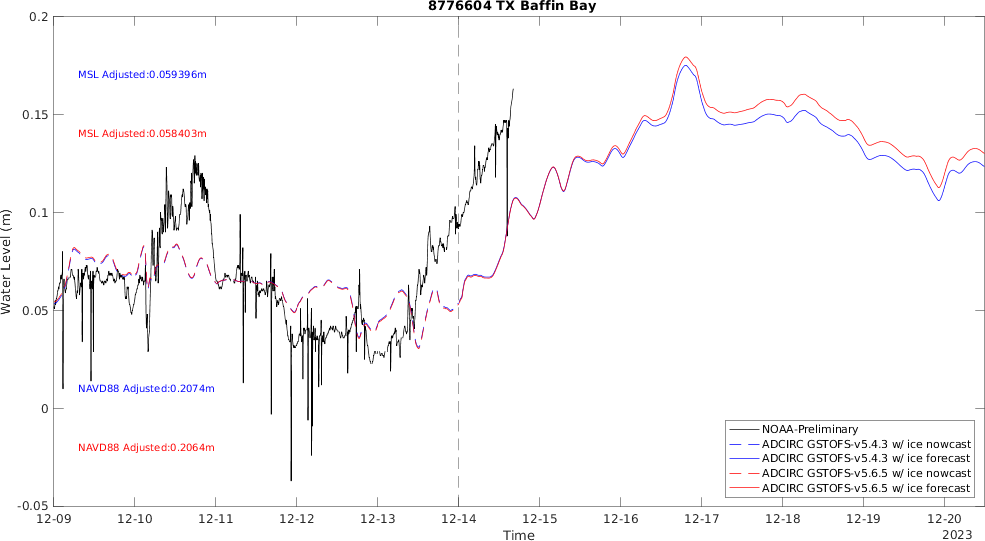 8776604 TX Baffin Bay
0.2
0.15
0.1
0.05
0
-0.05
Water Level (m)
MSL Adjusted:0.059396m
MSL Adjusted:0.058403m
NAVD88 Adjusted:0.2074m
NAVD88 Adjusted:0.2064m
NOAA-Preliminary
ADCIRC GSTOFS-v5.4.3 w/ ice nowcast
ADCIRC GSTOFS-v5.4.3 w/ ice forecast
ADCIRC GSTOFS-v5.6.5 w/ ice nowcast
ADCIRC GSTOFS-v5.6.5 w/ ice forecast
12-09 12-10 12-11 12-12 12-13 12-14 12-15 12-16 12-17 12-18 12-19 12-20
Time
2023